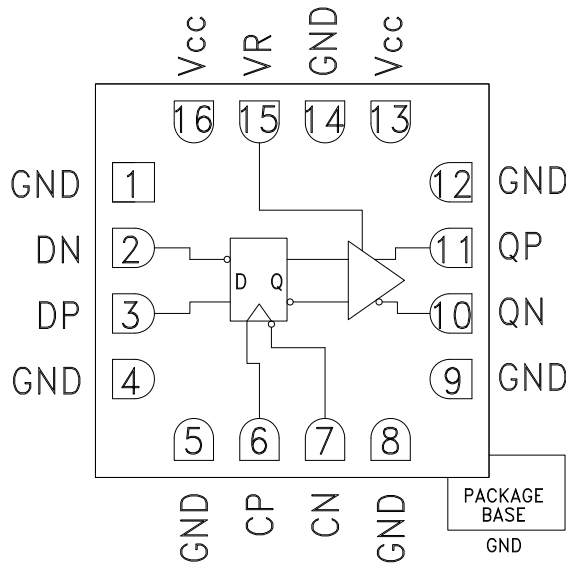 Vcc VR GND Vcc
16 15 14 13
GND 1 12 GND
DN 2 11 QP
D Q
DP 3 10 QN
GND 4 9 GND
5 6 7 8
GND CP CN GND
PACKAGE
BASE
GND